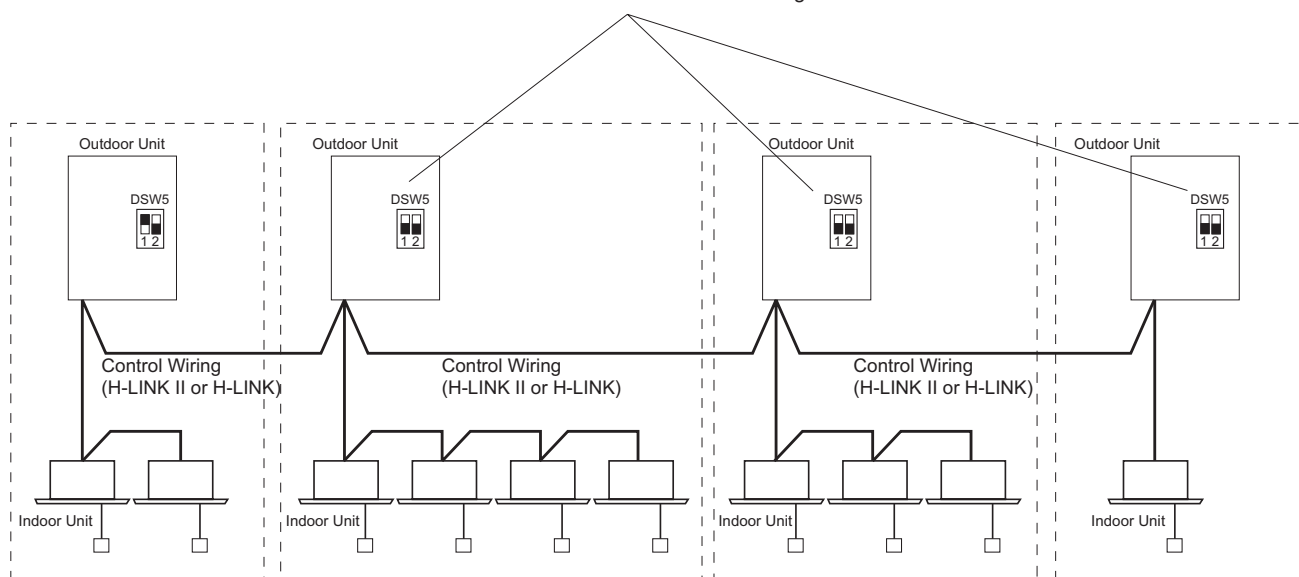 Outdoor Unit
Outdoor Unit
Outdoor Unit
Outdoor Unit
DSW5
1 2
DSW5
1 2
DSW5
1 2
DSW5
1 2
Control Wiring
(H-LINK II or H-LINK)
Control Wiring
(H-LINK II or H-LINK)
Control Wiring
(H-LINK II or H-LINK)
Indoor Unit
Indoor Unit
Indoor Unit
Indoor Unit